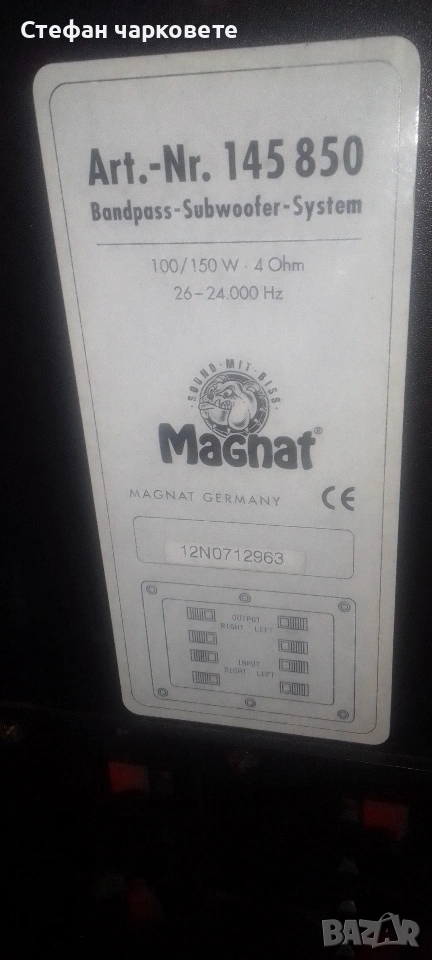 Стефан чарковете
Art.-Nr. 145 850
Bandpass-Subwoofer-System
100/150 W · 4 Ohm
26–24.000 Hz
· SOUND · MIT · BISS ·
Magnat®
MAGNAT GERMANY CE
12N0712963
OUTPUT
RIGHT LEFT
INPUT
RIGHT LEFT
BAZAR